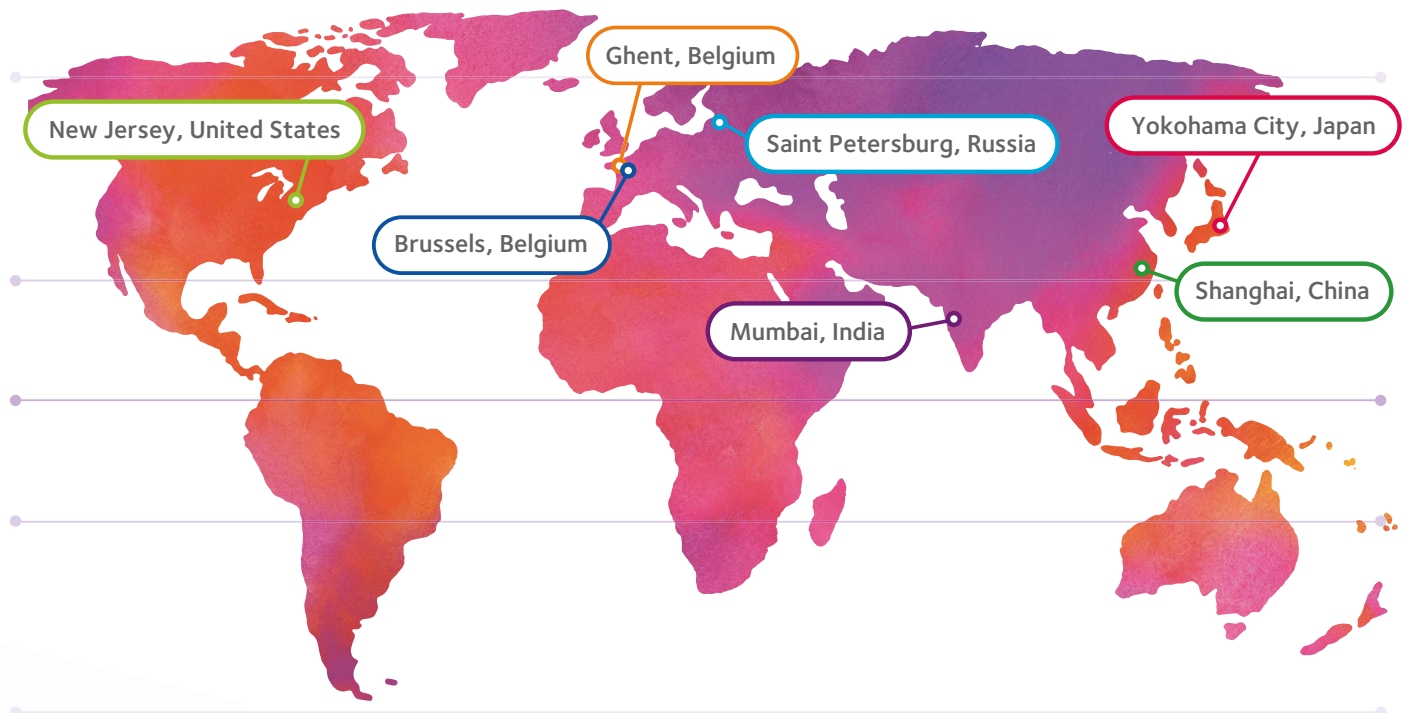 Ghent, Belgium
New Jersey, United States
Yokohama City, Japan
Saint Petersburg, Russia
Brussels, Belgium
Shanghai, China
Mumbai, India